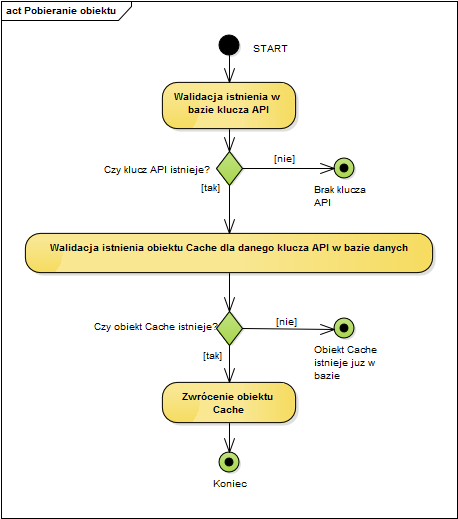 act Pobieranie obiektu
START
Walidacja istnienia w
bazie klucza API
Czy klucz API istnieje?
[nie]
[tak]
Brak klucza
API
Walidacja istnienia obiektu Cache dla danego klucza API w bazie danych
Czy obiekt Cache istnieje?
[nie]
[tak]
Obiekt Cache
istnieje juz w
bazie
Zwrócenie obiektu
Cache
Koniec